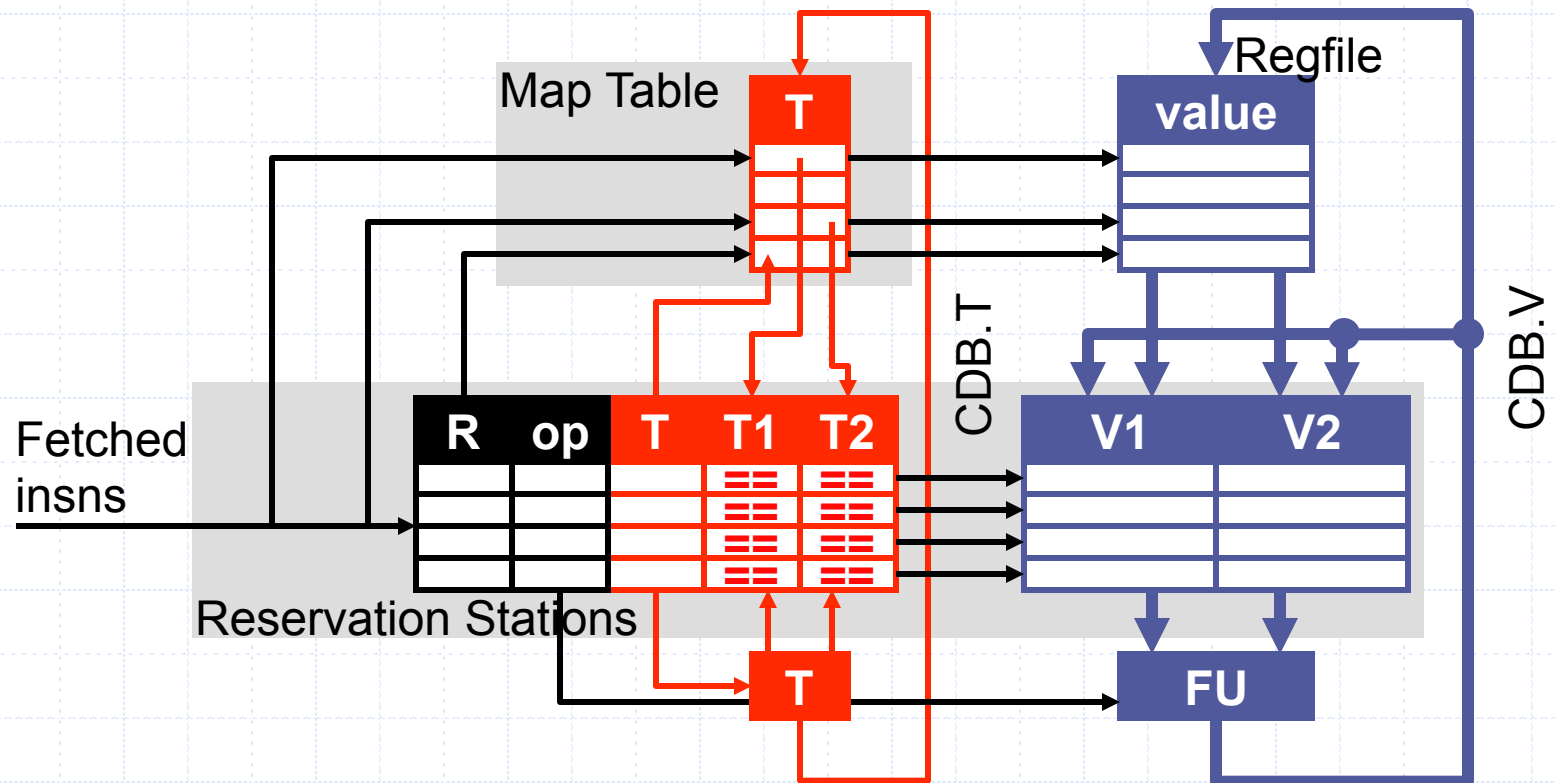 Regfile
Map Table
T
value
CDB.T
CDB.V
Fetched
insns
R op T T1 T2
V1 V2
== ==
== ==
== ==
== ==
Reservation Stations
T
FU